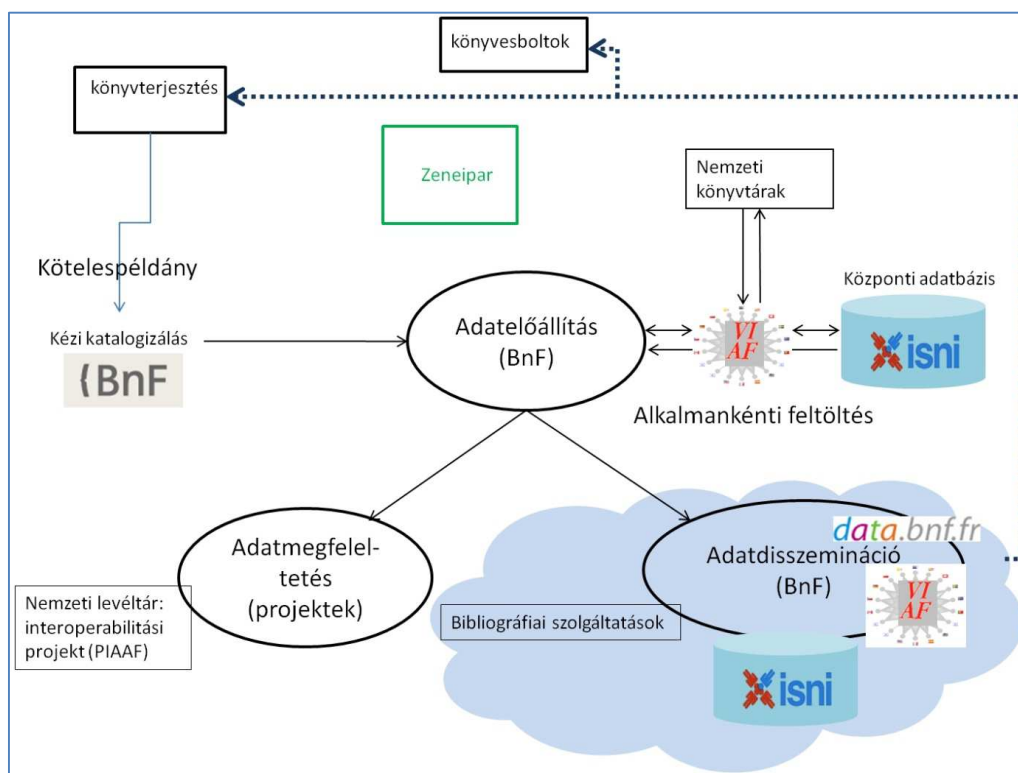 könyvesboltok
könyvterjesztés
Zeneipar
Nemzeti
könyvtárak
Kötelespéldány
Központi adatbázis
Kézi katalogizálás
{BnF
Adatelőállítás
(BnF)
VI
AF
isni
Alkalmankénti feltöltés
Adatmegfelel-
tetés
(projektek)
Nemzeti levéltár:
interoperabilitási
projekt (PIAAF)
data.bnf.fr
Adatdisszemináció
(BnF)
VI
AF
Bibliográfiai szolgáltatások
isni